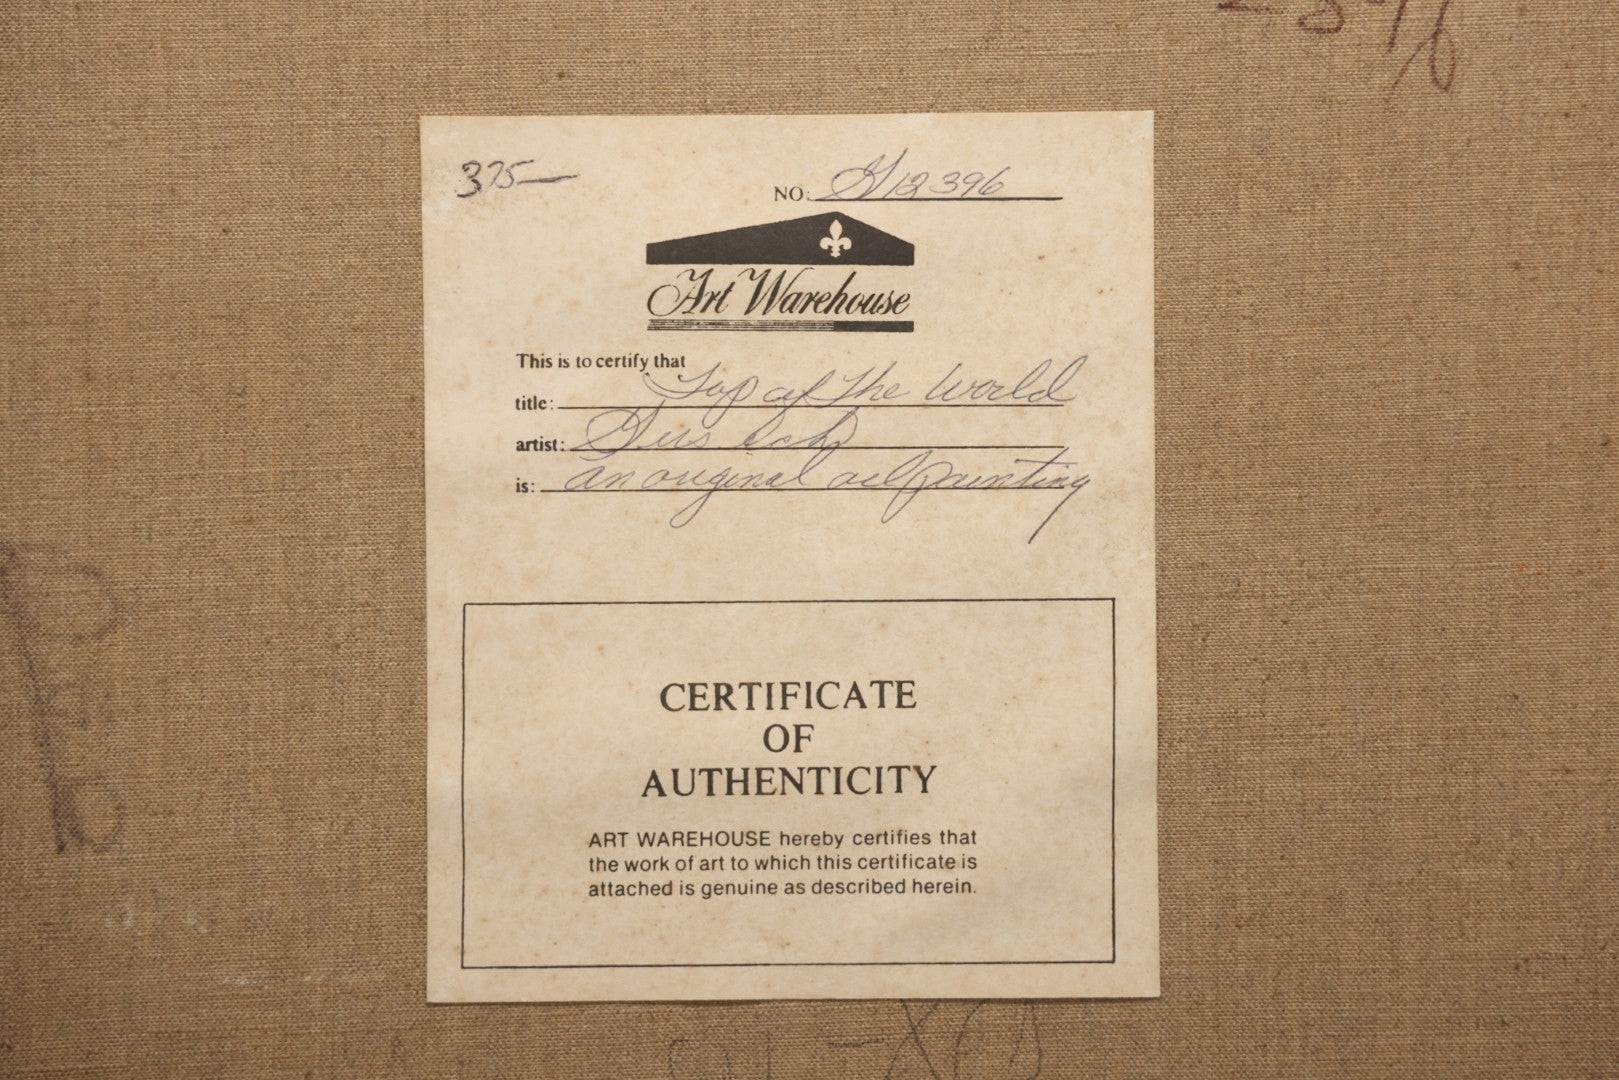 375—
NO: G12396
Art Warehouse
This is to certify that
title: Top of The World
artist: Gus
is: an original oil painting
CERTIFICATE
OF
AUTHENTICITY
ART WAREHOUSE hereby certifies that
the work of art to which this certificate is
attached is genuine as described herein.